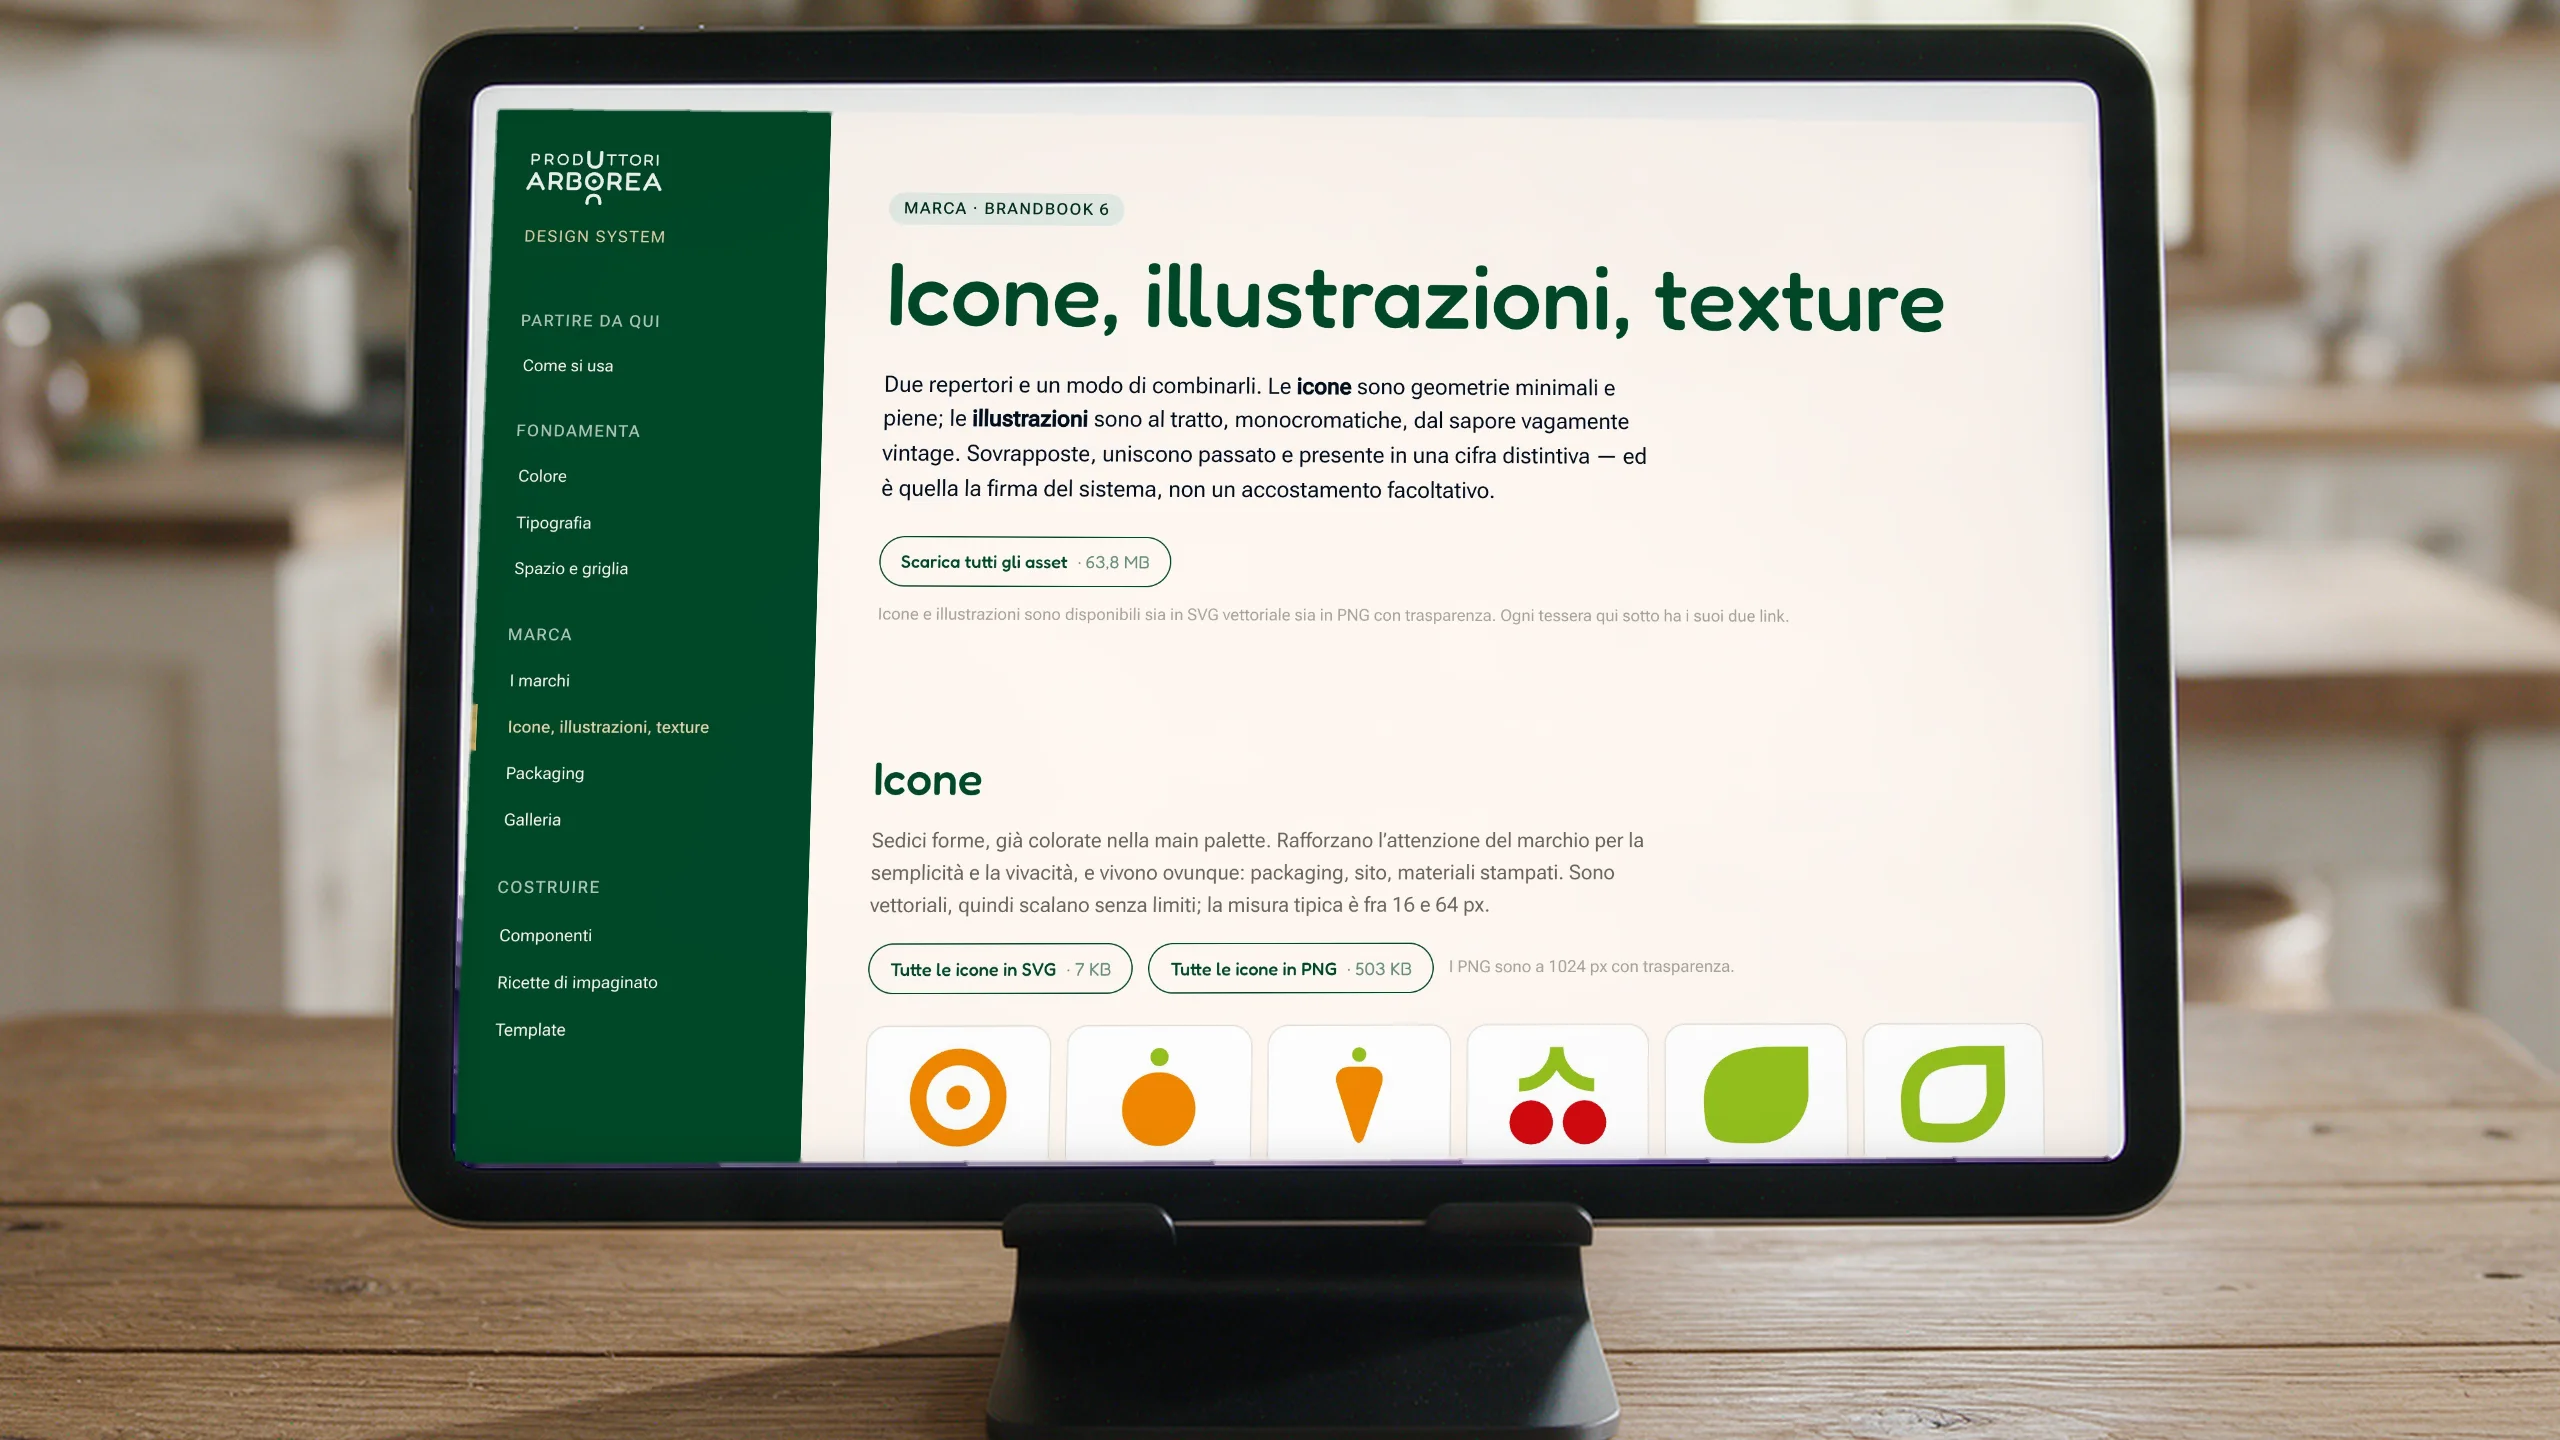 PRODUTTORI
ARBOREA
DESIGN SYSTEM
PARTIRE DA QUI
Come si usa
FONDAMENTA
Colore
Tipografia
Spazio e griglia
MARCA
I marchi
Icone, illustrazioni, texture
Packaging
Galleria
COSTRUIRE
Componenti
Ricette di impaginato
Template
MARCA · BRANDBOOK 6
Icone, illustrazioni, texture
Due repertori e un modo di combinarli. Le icone sono geometrie minimali e
piene; le illustrazioni sono al tratto, monocromatiche, dal sapore vagamente
vintage. Sovrapposte, uniscono passato e presente in una cifra distintiva — ed
è quella la firma del sistema, non un accostamento facoltativo.
Scarica tutti gli asset · 63,8 MB
Icone e illustrazioni sono disponibili sia in SVG vettoriale sia in PNG con trasparenza. Ogni tessera qui sotto ha i suoi due link.
Icone
Sedici forme, già colorate nella main palette. Rafforzano l'attenzione del marchio per la
semplicità e la vivacità, e vivono ovunque: packaging, sito, materiali stampati. Sono
vettoriali, quindi scalano senza limiti; la misura tipica è fra 16 e 64 px.
Tutte le icone in SVG · 7 KB
Tutte le icone in PNG · 503 KB
I PNG sono a 1024 px con trasparenza.